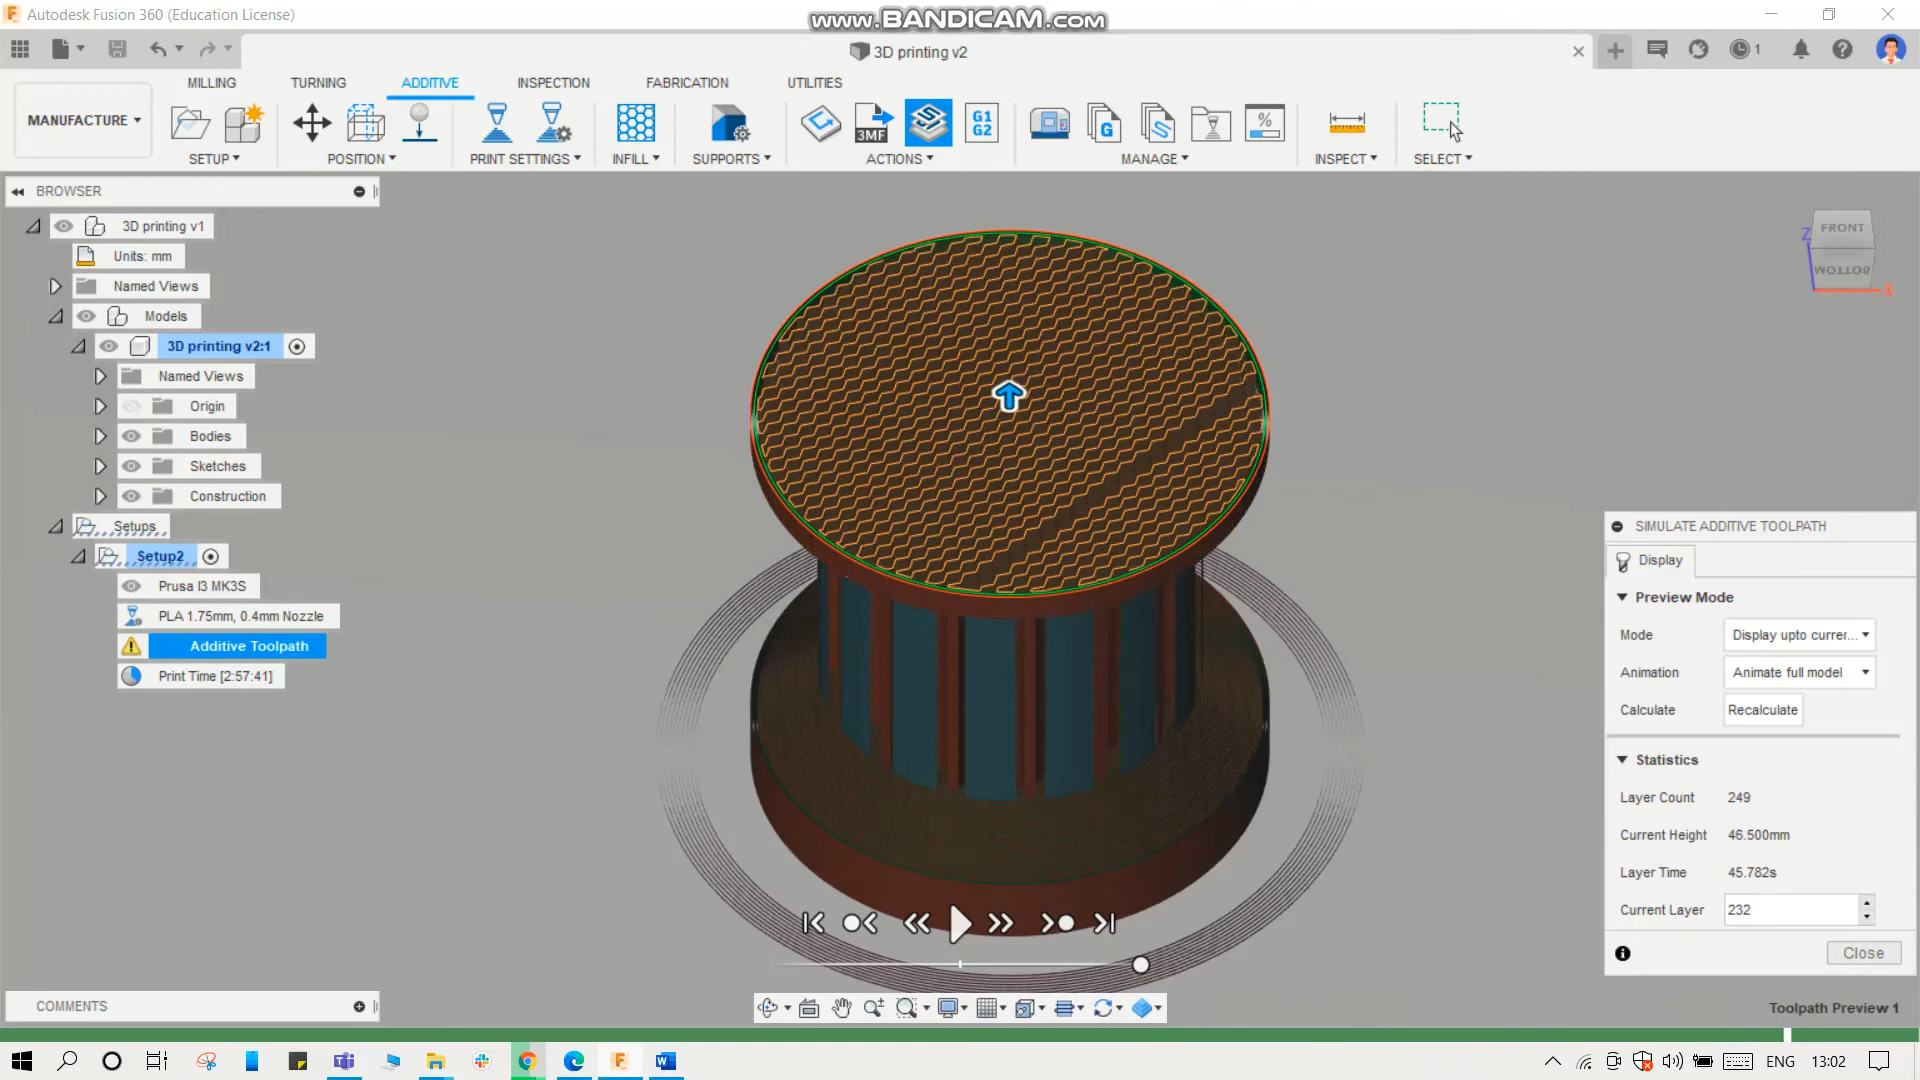 Autodesk Fusion 360 (Education License)
www.BANDICAM.com
3D printing v2
1
MILLING
TURNING
ADDITIVE
INSPECTION
FABRICATION
UTILITIES
MANUFACTURE
3MF
G1
G2
G
%
SETUP
POSITION
PRINT SETTINGS
INFILL
SUPPORTS
ACTIONS
MANAGE
INSPECT
SELECT
BROWSER
3D printing v1
Units: mm
Named Views
Models
3D printing v2:1
Named Views
Origin
Bodies
Sketches
Construction
Setups
Setup2
Prusa I3 MK3S
PLA 1.75mm, 0.4mm Nozzle
Additive Toolpath
Print Time [2:57:41]
FRONT
BOTTOM
Z
X
SIMULATE ADDITIVE TOOLPATH
Display
Preview Mode
Mode Display upto currer...
Animation Animate full model
Calculate Recalculate
Statistics
Layer Count 249
Current Height 46.500mm
Layer Time 45.782s
Current Layer 232
Close
COMMENTS
Toolpath Preview 1
ENG
13:02